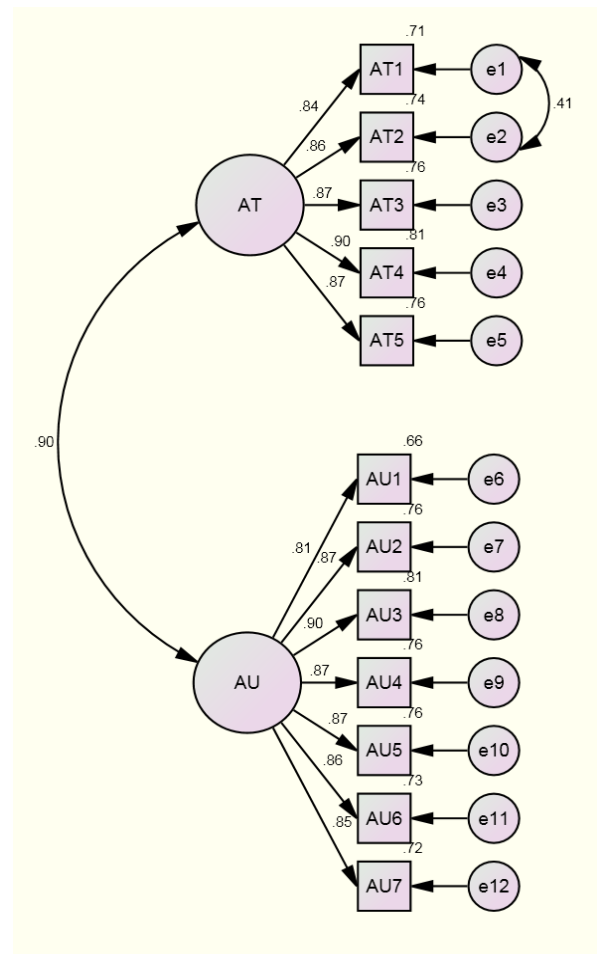 .71
AT1 e1
.84 .74 .41
AT2 e2
.86 .76
AT AT3 e3
.87 .81
.90 AT4 e4
.87 .76
AT5 e5
.90
.66
AU1 e6
.76
.81 .87 AU2 e7
.81
.90 AU3 e8
.76
AU .87 AU4 e9
.76
.87 AU5 e10
.86 .73
.85 AU6 e11
.72
AU7 e12